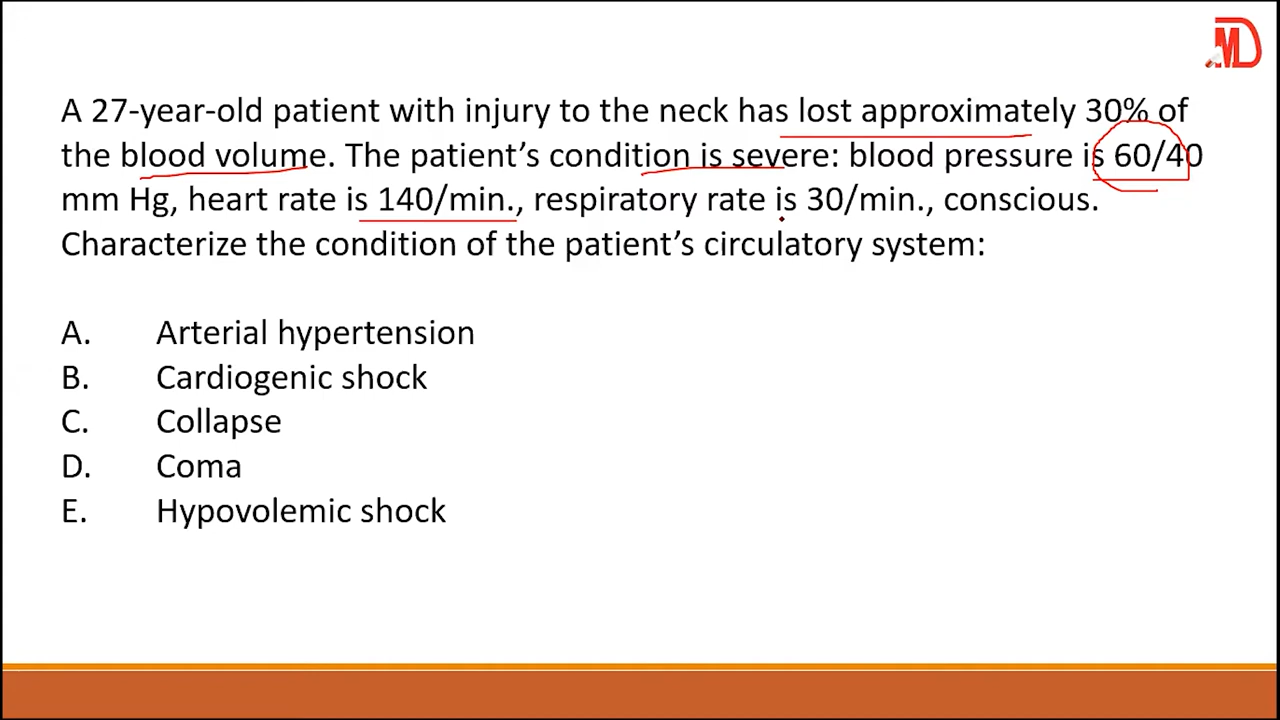 MD
A 27-year-old patient with injury to the neck has lost approximately 30% of
the blood volume. The patient’s condition is severe: blood pressure is 60/40
mm Hg, heart rate is 140/min., respiratory rate is 30/min., conscious.
Characterize the condition of the patient’s circulatory system:
A. Arterial hypertension
B. Cardiogenic shock
C. Collapse
D. Coma
E. Hypovolemic shock